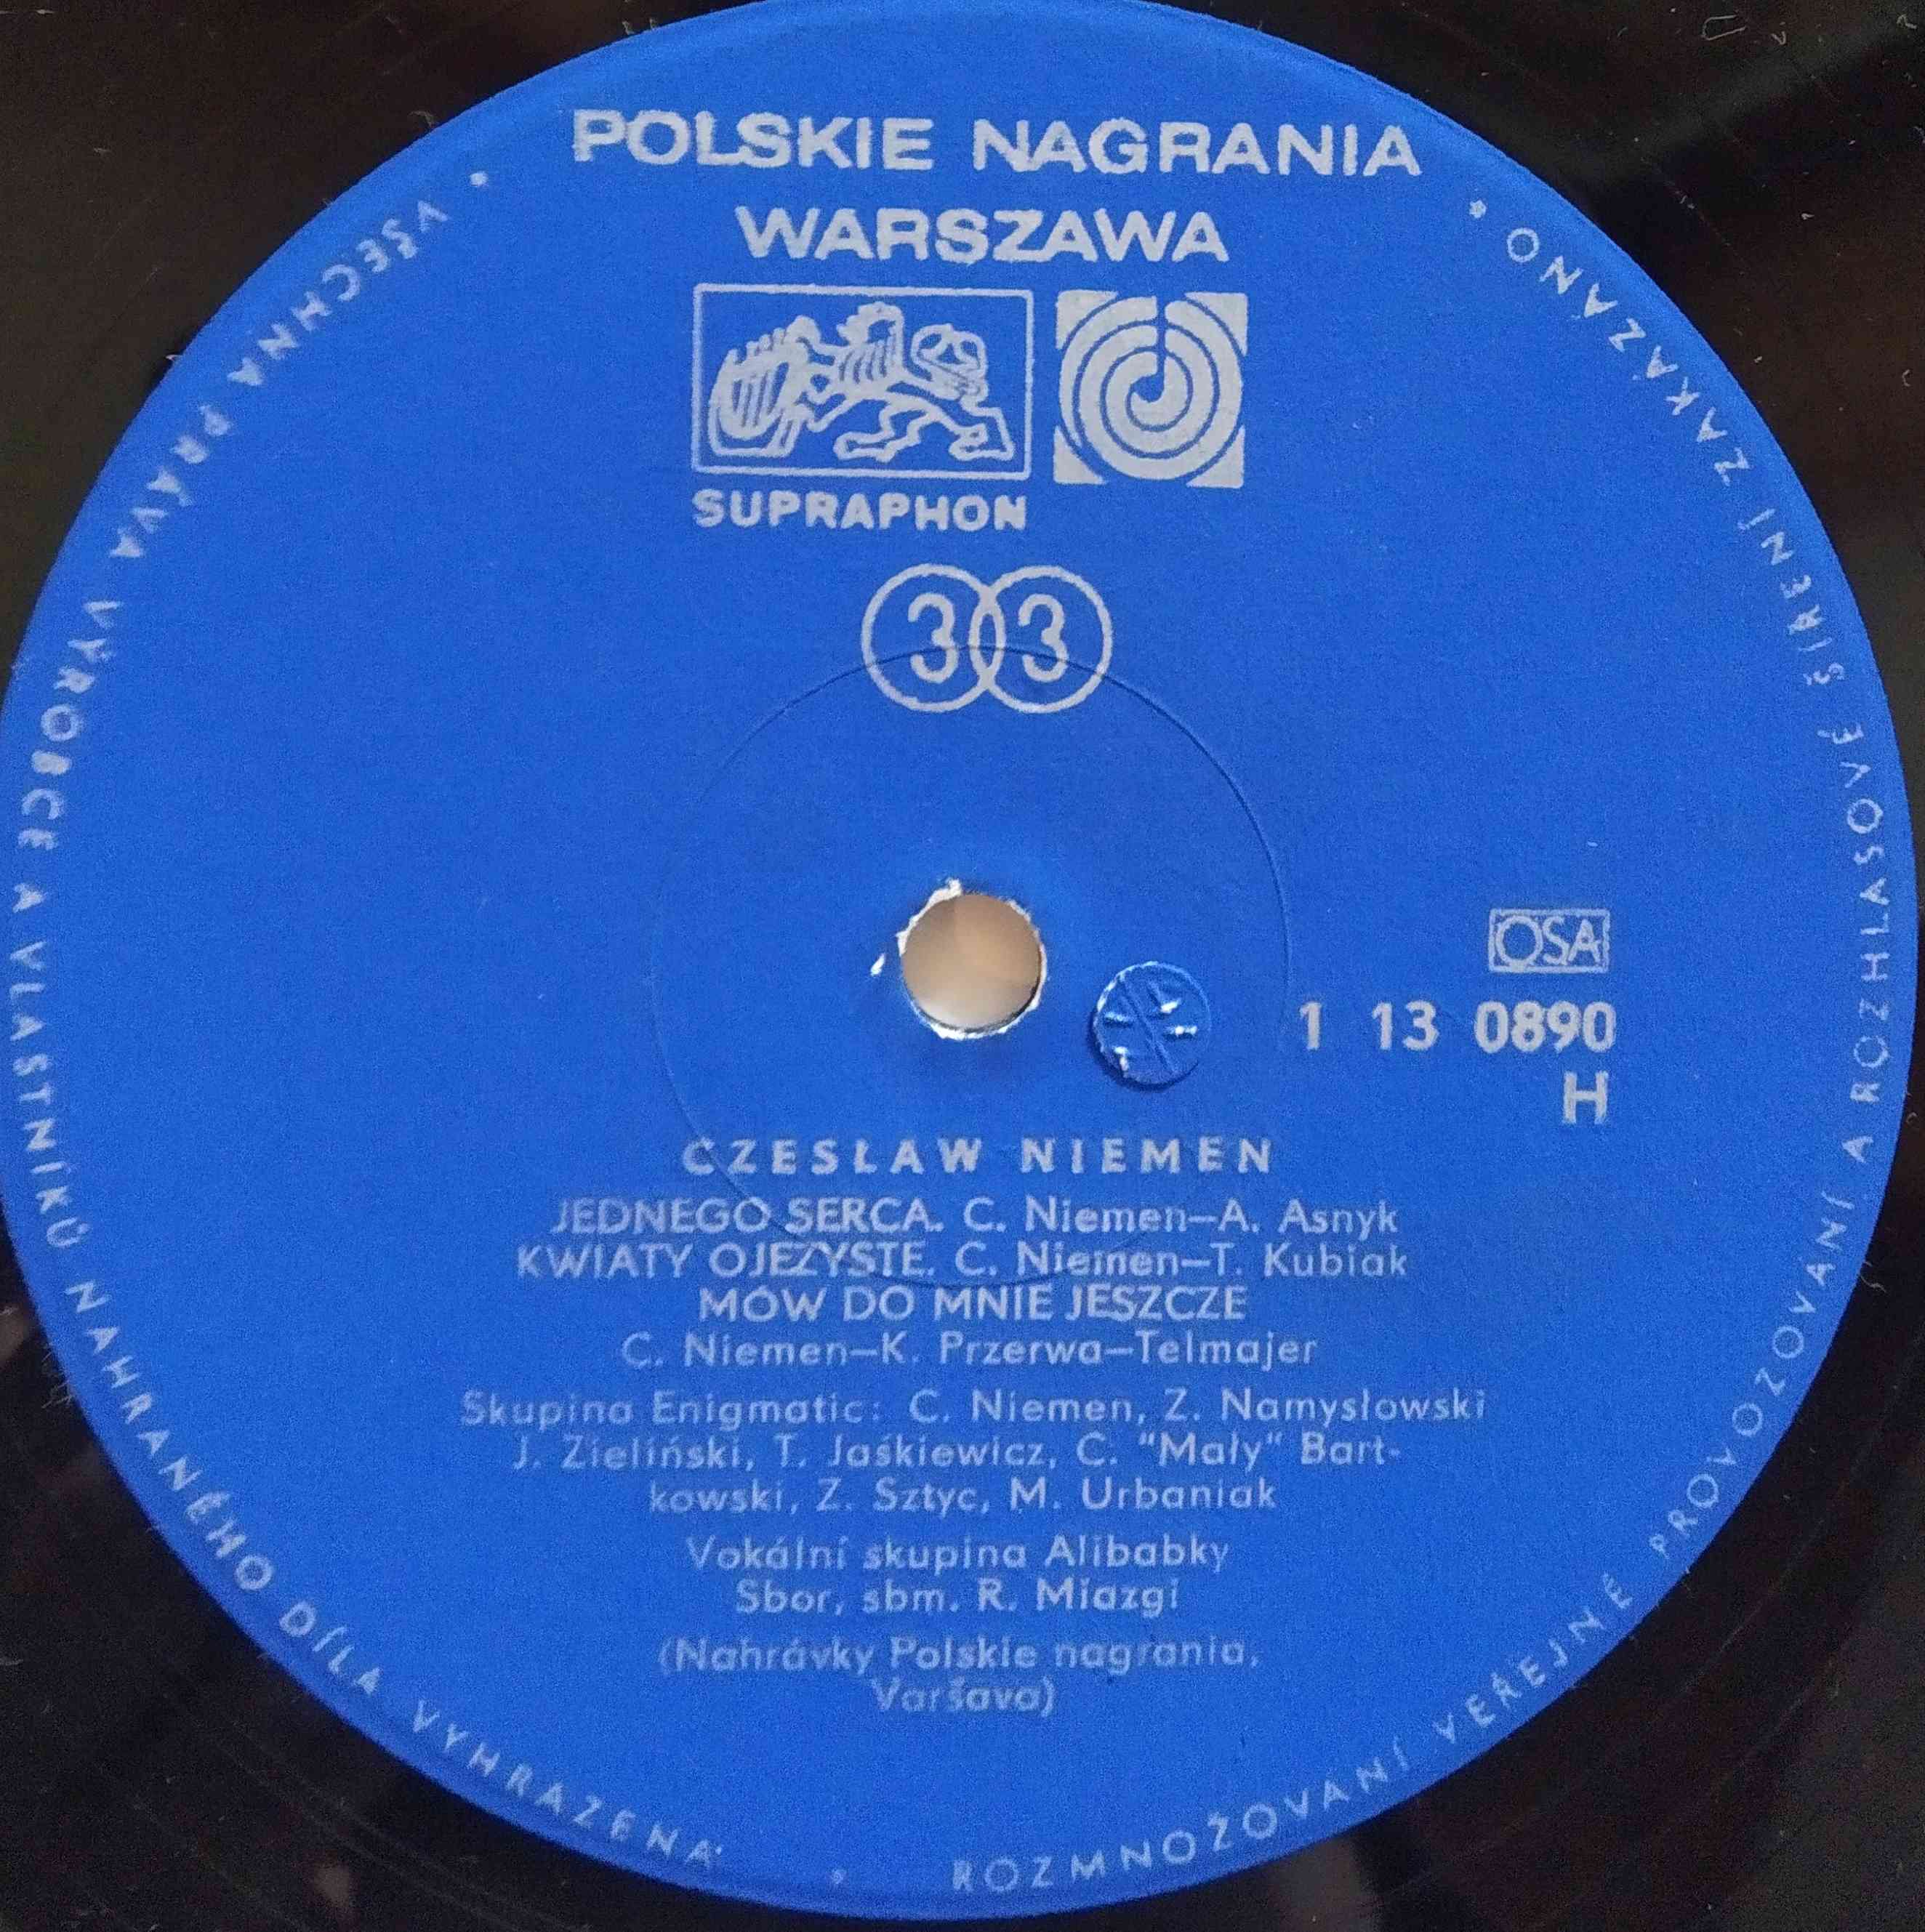 POLSKIE NAGRANIA
WARSZAWA
SUPRAPHON
33
OSA
1 13 0890
H
CZESŁAW NIEMEN
JEDNEGO SERCA. C. Niemen—A. Asnyk
KWIATY OJEZYSTE. C. Niemen—T. Kubiak
MÓW DO MNIE JESZCZE
C. Niemen—K. Przerwa—Telmajer
Skupina Enigmatic: C. Niemen, Z. Namysłowski
J. Zieliński, T. Jaśkiewicz, C. "Mały" Bart-
kowski, Z. Sztyc, M. Urbaniak
Vokální skupina Alibabky
Sbor, sbm. R. Miazgi
(Nahrávky Polskie nagrania,
Varšava)
VŠECHNA PRÁVA VÝROBCE A VLASTNÍKŮ NAHRANÉHO DÍLA VYHRAZENA
ROZMNOŽOVÁNÍ VEŘEJNÉ PROVOZOVÁNÍ A ROZHLASOVÉ ŠÍŘENÍ ZAKÁZÁNO